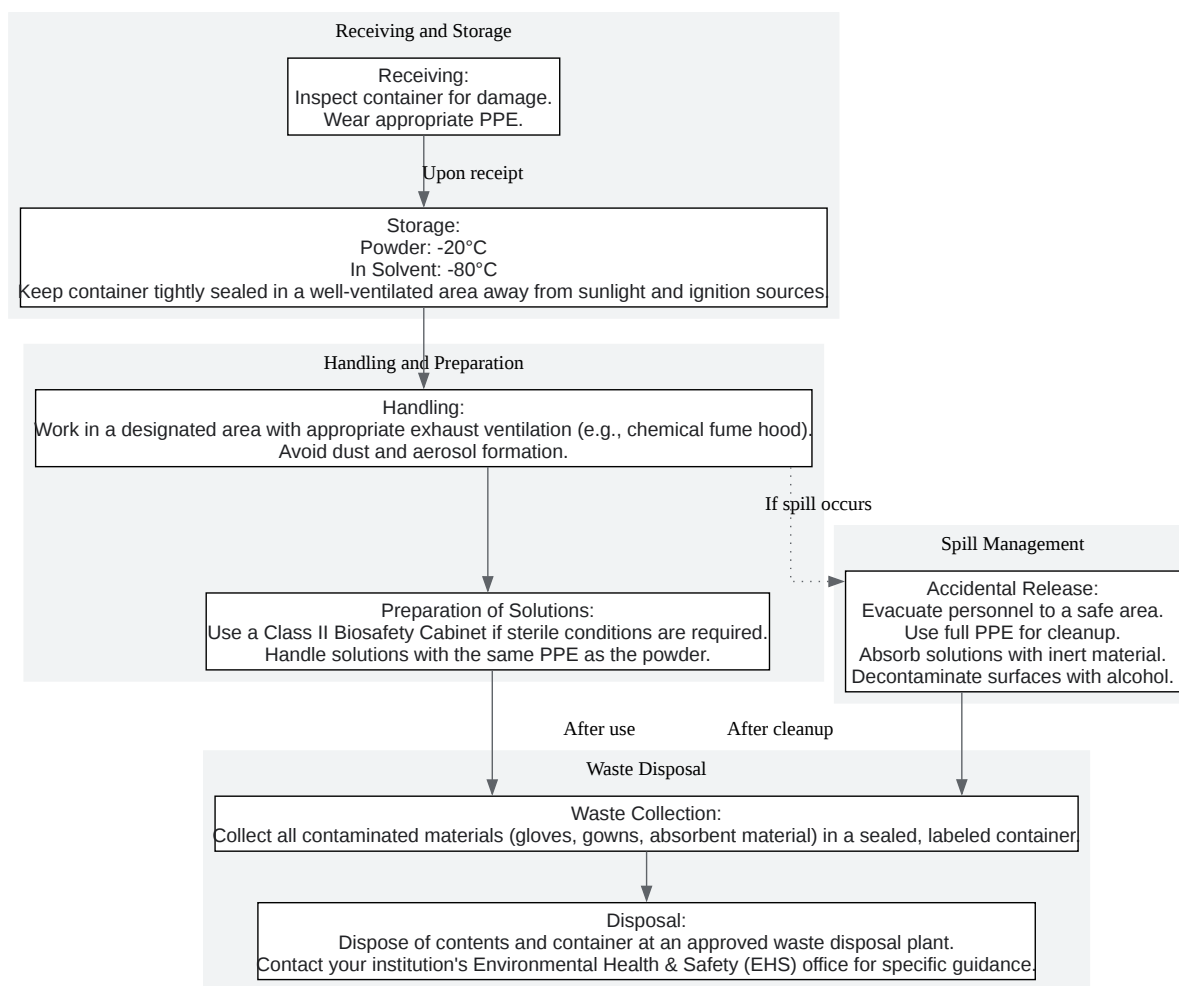 Receiving and Storage
Receiving:
Inspect container for damage.
Wear appropriate PPE.
Upon receipt
Storage:
Powder: -20°C
In Solvent: -80°C
Keep container tightly sealed in a well-ventilated area away from sunlight and ignition sources.
Handling and Preparation
Handling:
Work in a designated area with appropriate exhaust ventilation (e.g., chemical fume hood).
Avoid dust and aerosol formation.
If spill occurs
Spill Management
Accidental Release:
Evacuate personnel to a safe area.
Use full PPE for cleanup.
Absorb solutions with inert material.
Decontaminate surfaces with alcohol.
Preparation of Solutions:
Use a Class II Biosafety Cabinet if sterile conditions are required.
Handle solutions with the same PPE as the powder.
After use
After cleanup
Waste Disposal
Waste Collection:
Collect all contaminated materials (gloves, gowns, absorbent material) in a sealed, labeled container.
Disposal:
Dispose of contents and container at an approved waste disposal plant.
Contact your institution's Environmental Health & Safety (EHS) office for specific guidance.